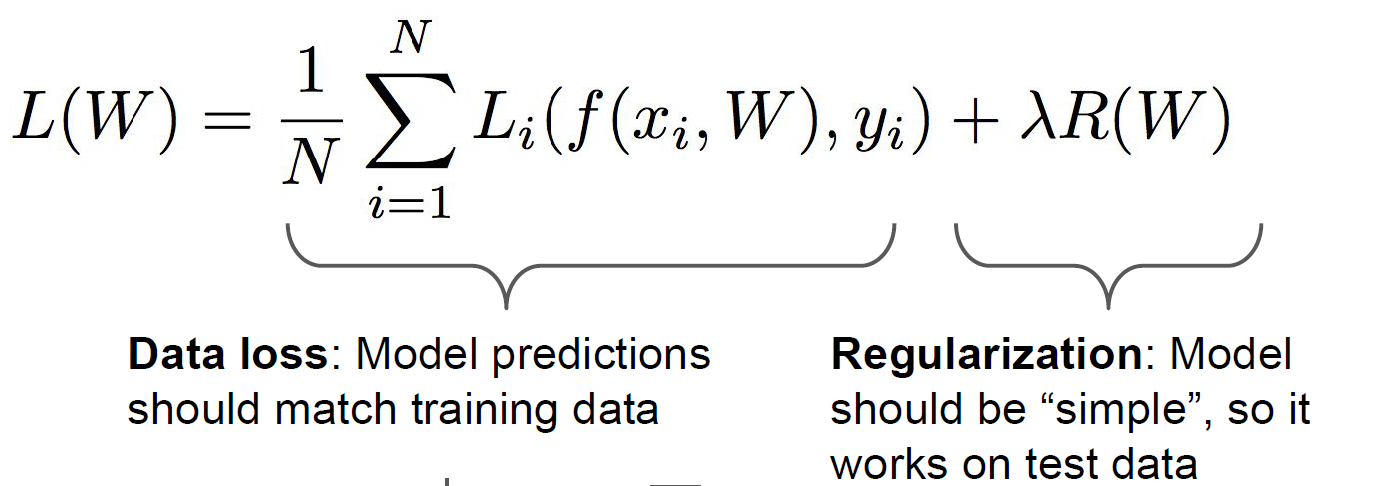 L(W) = \frac{1}{N} \sum_{i=1}^{N} L_i(f(x_i, W), y_i) + λR(W)
Data loss: Model predictions
should match training data
Regularization: Model
should be “simple”, so it
works on test data